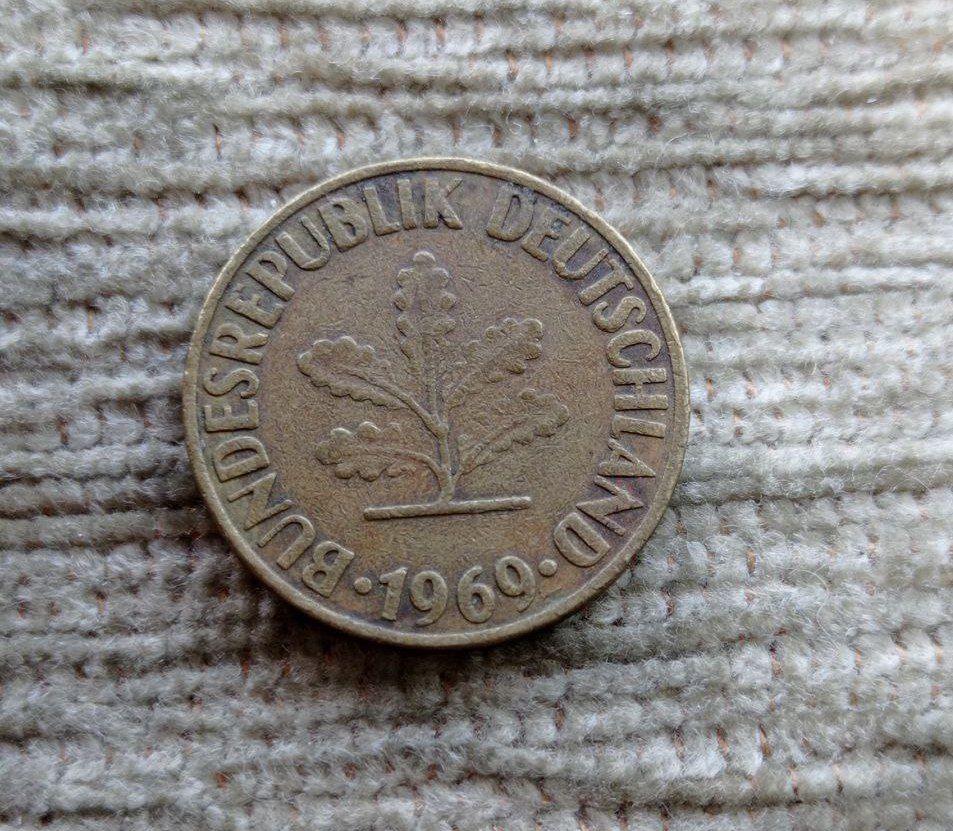 BUNDESREPUBLIK DEUTSCHLAND
· 1969 ·